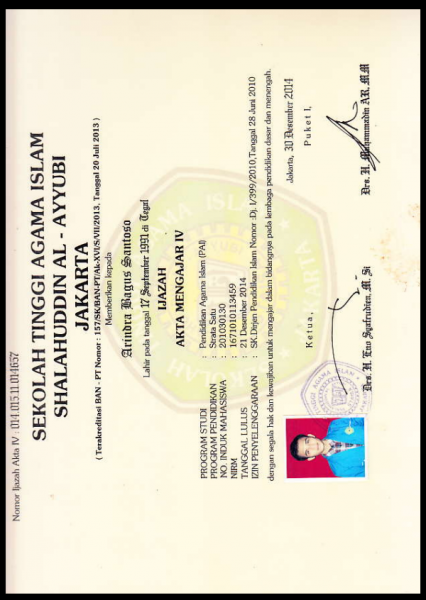 Nomor Ijazah Akta IV : 014.015.11.014657
SEKOLAH TINGGI AGAMA ISLAM
SHALAHUDDIN AL - AYYUBI
JAKARTA
( Terakreditasi BAN - PT Nomor : 157/SK/BAN-PT/Ak-XVI/S/VII/2013, Tanggal 20 Juli 2013 )
Memberikan kepada
Arindra Bagus Santoso
Lahir pada tanggal 17 September 1991 di Tegal
IJAZAH
AKTA MENGAJAR IV
PROGRAM STUDI : Pendidikan Agama Islam (PAI)
PROGRAM PENDIDIKAN : Strata Satu
NO. INDUK MAHASISWA : 201030130
NIRM : 1671010113459
TANGGAL LULUS : 21 Desember 2014
IZIN PENYELENGGARAAN : SK.Dirjen Pendidikan Islam Nomor :Dj. I/399/2010,Tanggal 28 Juni 2010
dengan segala hak dan kewajiban untuk mengajar dalam bidangnya pada lembaga pendidikan dasar dan menengah.
Jakarta, 30 Desember 2014
Ketua, Puket I,
Drs. H. Syafrudien, M. Si Drs. H. AR, M.M